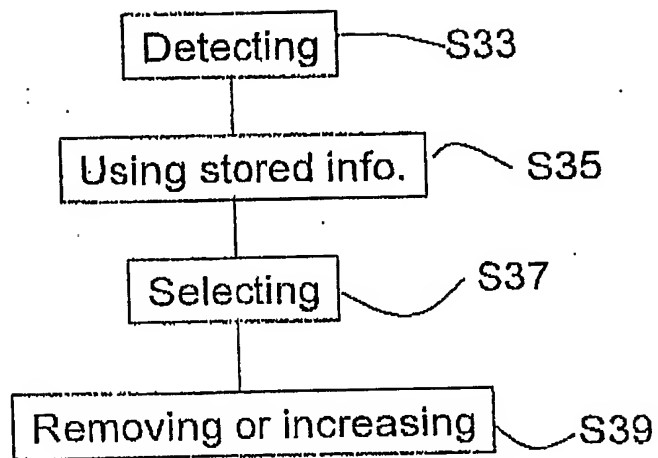 Detecting S33
Using stored info. S35
Selecting S37
Removing or increasing S39